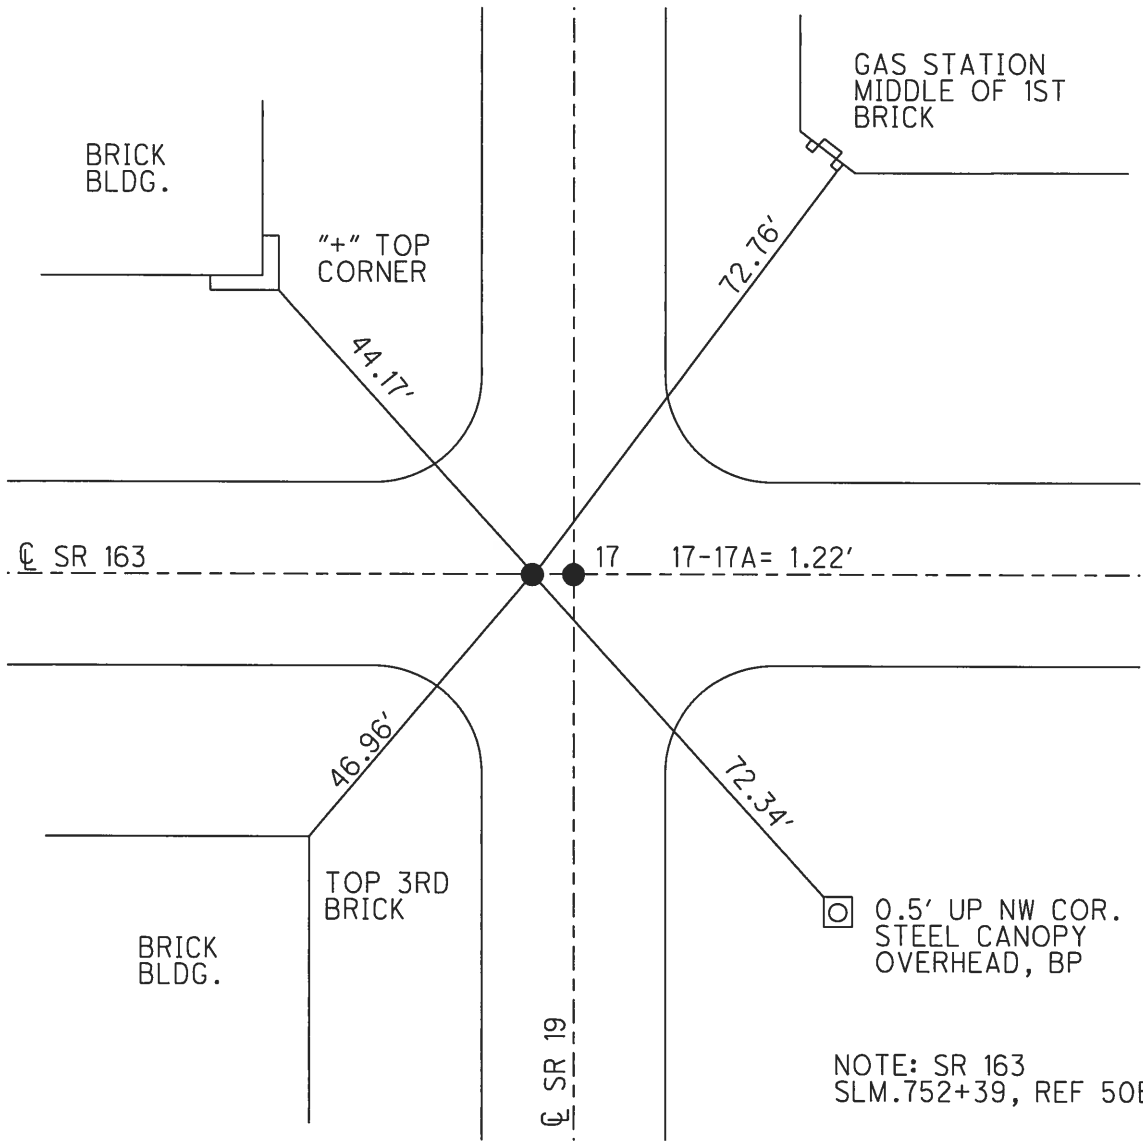 GAS STATION
MIDDLE OF 1ST
BRICK
BRICK
BLDG.
"+" TOP
CORNER
72.76'
44.17'
℄ SR 163
17
17-17A= 1.22'
46.96'
72.34'
TOP 3RD
BRICK
BRICK
BLDG.
0.5' UP NW COR.
STEEL CANOPY
OVERHEAD, BP
℄ SR 19
NOTE: SR 163
SLM.752+39, REF